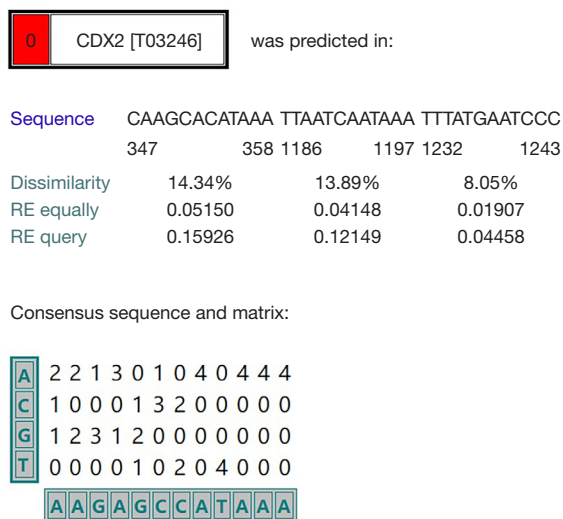 0 CDX2 [T03246] was predicted in:
Sequence CAAGCACATAAA TTAATCAATAAA TTTATGAATCCC
347 358 1186 1197 1232 1243
Dissimilarity 14.34% 13.89% 8.05%
RE equally 0.05150 0.04148 0.01907
RE query 0.15926 0.12149 0.04458
Consensus sequence and matrix:
A 2 2 1 3 0 1 0 4 0 4 4 4
C 1 0 0 0 1 3 2 0 0 0 0 0
G 1 2 3 1 2 0 0 0 0 0 0 0
T 0 0 0 0 1 0 2 0 4 0 0 0
A A G A G C C A T A A A